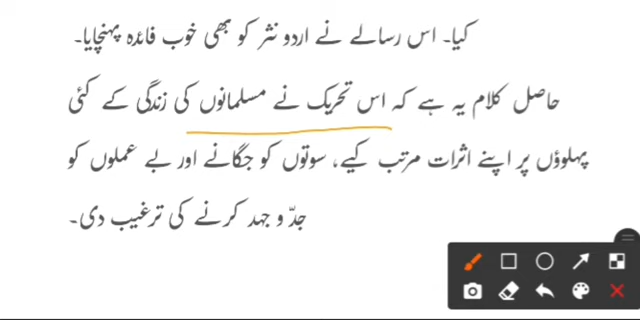 کیا۔ اس رسالے نے اردو نثر کو بھی خوب فائدہ پہنچایا۔
حاصل کلام یہ ہے کہ اس تحریک نے مسلمانوں کی زندگی کے کئی
پہلوؤں پر اپنے اثرات مرتب کیے، سوتوں کو جگانے اور بے عملوں کو
جدّ و جہد کرنے کی ترغیب دی۔